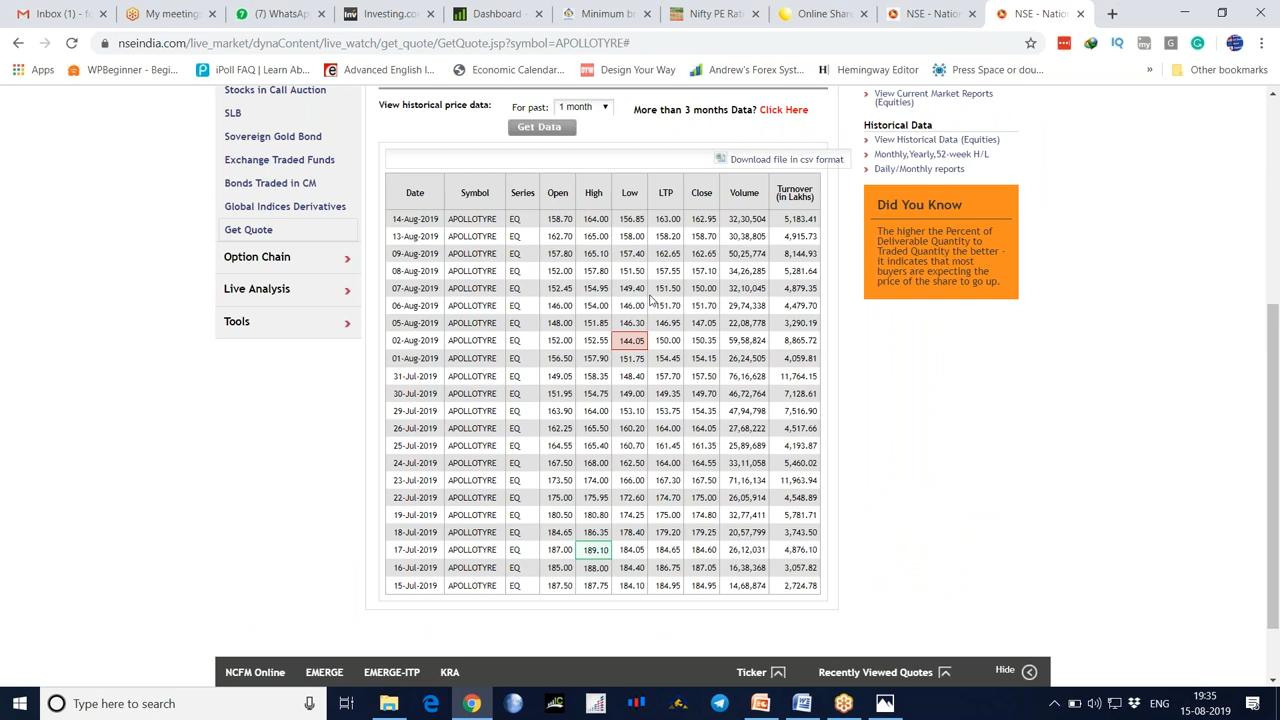 Inbox (1) - f
My meetings
(7) WhatsAp
Investing.com
Dashboard -
Minimum br
Nifty PE Rate
Online Share
NSE - Nation
NSE - Nation
nseindia.com/live_market/dynaContent/live_watch/get_quote/GetQuote.jsp?symbol=APOLLOTYRE#
Apps
WPBeginner - Begi...
iPoll FAQ | Learn Ab...
Advanced English I...
Economic Calendar...
Design Your Way
Andrew's Forex Syst...
Hemingway Editor
Press Space or dou...
»
Other bookmarks
Stocks in Call Auction
SLB
Sovereign Gold Bond
Exchange Traded Funds
Bonds Traded in CM
Global Indices Derivatives
Get Quote
Option Chain
Live Analysis
Tools
View historical price data:
For past:
1 month
More than 3 months Data? Click Here
Get Data
Download file in csv format
Date Symbol Series Open High Low LTP Close Volume Turnover (in Lakhs)
14-Aug-2019 APOLLOTYRE EQ 158.70 164.00 156.85 163.00 162.95 32,30,504 5,183.41
13-Aug-2019 APOLLOTYRE EQ 162.70 165.00 158.00 158.20 158.70 30,38,805 4,915.73
09-Aug-2019 APOLLOTYRE EQ 157.80 165.10 157.40 162.65 162.65 50,25,774 8,144.93
08-Aug-2019 APOLLOTYRE EQ 152.00 157.80 151.50 157.55 157.10 34,26,285 5,281.64
07-Aug-2019 APOLLOTYRE EQ 152.45 154.95 149.40 151.50 150.00 32,10,045 4,879.35
06-Aug-2019 APOLLOTYRE EQ 146.00 154.00 146.00 151.70 151.70 29,74,338 4,479.70
05-Aug-2019 APOLLOTYRE EQ 148.00 151.85 146.30 146.95 147.05 22,08,778 3,290.19
02-Aug-2019 APOLLOTYRE EQ 152.00 152.55 144.05 150.00 150.35 59,58,824 8,865.72
01-Aug-2019 APOLLOTYRE EQ 156.50 157.90 151.75 154.45 154.15 26,24,505 4,059.81
31-Jul-2019 APOLLOTYRE EQ 149.05 158.35 148.40 157.70 157.50 76,16,628 11,764.15
30-Jul-2019 APOLLOTYRE EQ 151.95 154.75 149.00 149.35 149.70 46,72,764 7,128.61
29-Jul-2019 APOLLOTYRE EQ 163.90 164.00 153.10 153.75 154.35 47,94,798 7,516.90
26-Jul-2019 APOLLOTYRE EQ 162.25 165.50 160.20 164.00 164.05 27,68,222 4,517.66
25-Jul-2019 APOLLOTYRE EQ 164.55 165.40 160.70 161.45 161.35 25,89,689 4,193.87
24-Jul-2019 APOLLOTYRE EQ 167.50 168.00 162.50 164.00 164.55 33,11,058 5,460.02
23-Jul-2019 APOLLOTYRE EQ 173.50 174.00 166.00 167.30 167.50 71,16,134 11,963.94
22-Jul-2019 APOLLOTYRE EQ 175.00 175.95 172.60 174.70 175.00 26,05,914 4,548.89
19-Jul-2019 APOLLOTYRE EQ 180.50 180.80 174.25 175.00 174.80 32,77,411 5,781.71
18-Jul-2019 APOLLOTYRE EQ 184.65 186.35 178.40 179.20 179.25 20,57,799 3,743.50
17-Jul-2019 APOLLOTYRE EQ 187.00 189.10 184.05 184.65 184.60 26,12,031 4,876.10
16-Jul-2019 APOLLOTYRE EQ 185.00 188.00 184.40 186.75 187.05 16,38,368 3,057.82
15-Jul-2019 APOLLOTYRE EQ 187.50 187.75 184.10 184.95 184.95 14,68,874 2,724.78
View Current Market Reports
(Equities)
Historical Data
View Historical Data (Equities)
Monthly,Yearly,52-week H/L
Daily/Monthly reports
Did You Know
The higher the Percent of
Deliverable Quantity to
Traded Quantity the better -
it indicates that most
buyers are expecting the
price of the share to go up.
NCFM Online
EMERGE
EMERGE-ITP
KRA
Ticker
Recently Viewed Quotes
Hide
Type here to search
ENG
19:35
15-08-2019